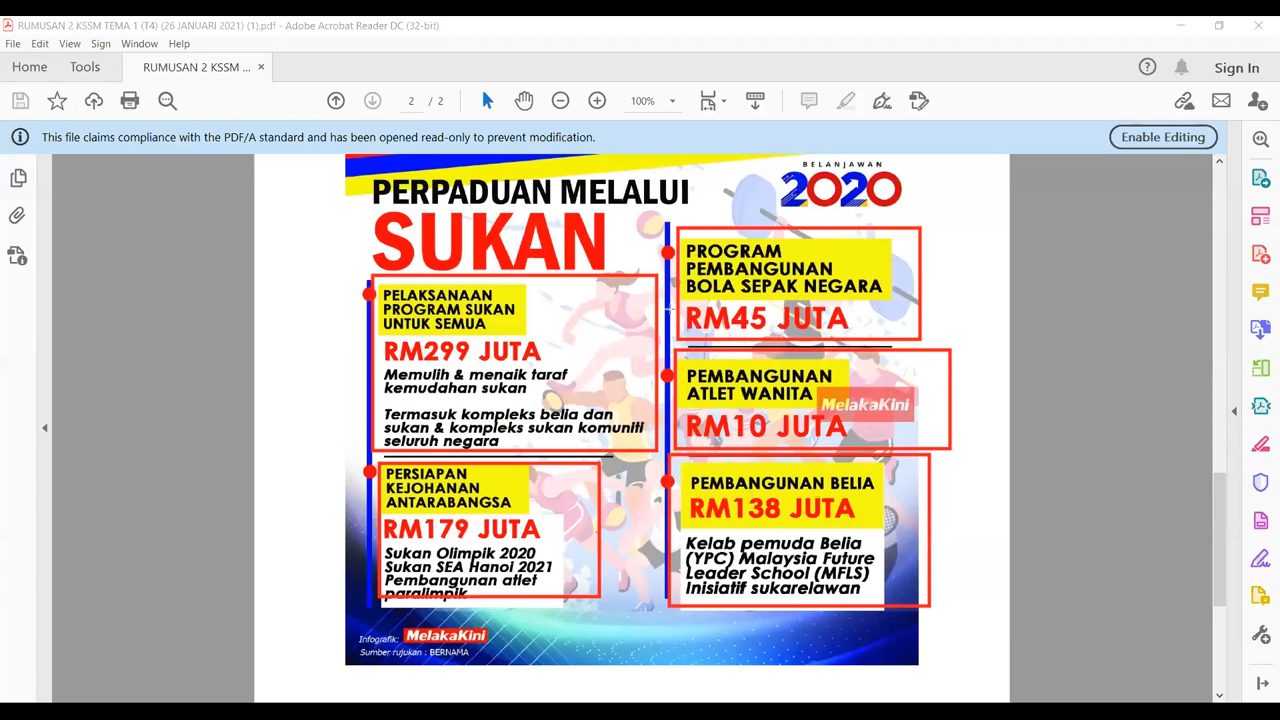 RUMUSAN 2 KSSM TEMA 1 (T4) (26 JANUARI 2021) (1).pdf - Adobe Acrobat Reader DC (32-bit)
File Edit View Sign Window Help
Home Tools RUMUSAN 2 KSSM ... × Sign In
2 / 2 100%
This file claims compliance with the PDF/A standard and has been opened read-only to prevent modification. Enable Editing
BELANJAWAN
2020
PERPADUAN MELALUI
SUKAN
PELAKSANAAN
PROGRAM SUKAN
UNTUK SEMUA
RM299 JUTA
Memulih & menaik taraf
kemudahan sukan
Termasuk kompleks belia dan
sukan & kompleks sukan komuniti
seluruh negara
PERSIAPAN
KEJOHANAN
ANTARABANGSA
RM179 JUTA
Sukan Olimpik 2020
Sukan SEA Hanoi 2021
Pembangunan atlet
paralimpik
PROGRAM
PEMBANGUNAN
BOLA SEPAK NEGARA
RM45 JUTA
PEMBANGUNAN
ATLET WANITA
MelakaKini
RM10 JUTA
PEMBANGUNAN BELIA
RM138 JUTA
Kelab pemuda Belia
(YPC) Malaysia Future
Leader School (MFLS)
Inisiatif sukarelawan
Infografik: MelakaKini
Sumber rujukan : BERNAMA